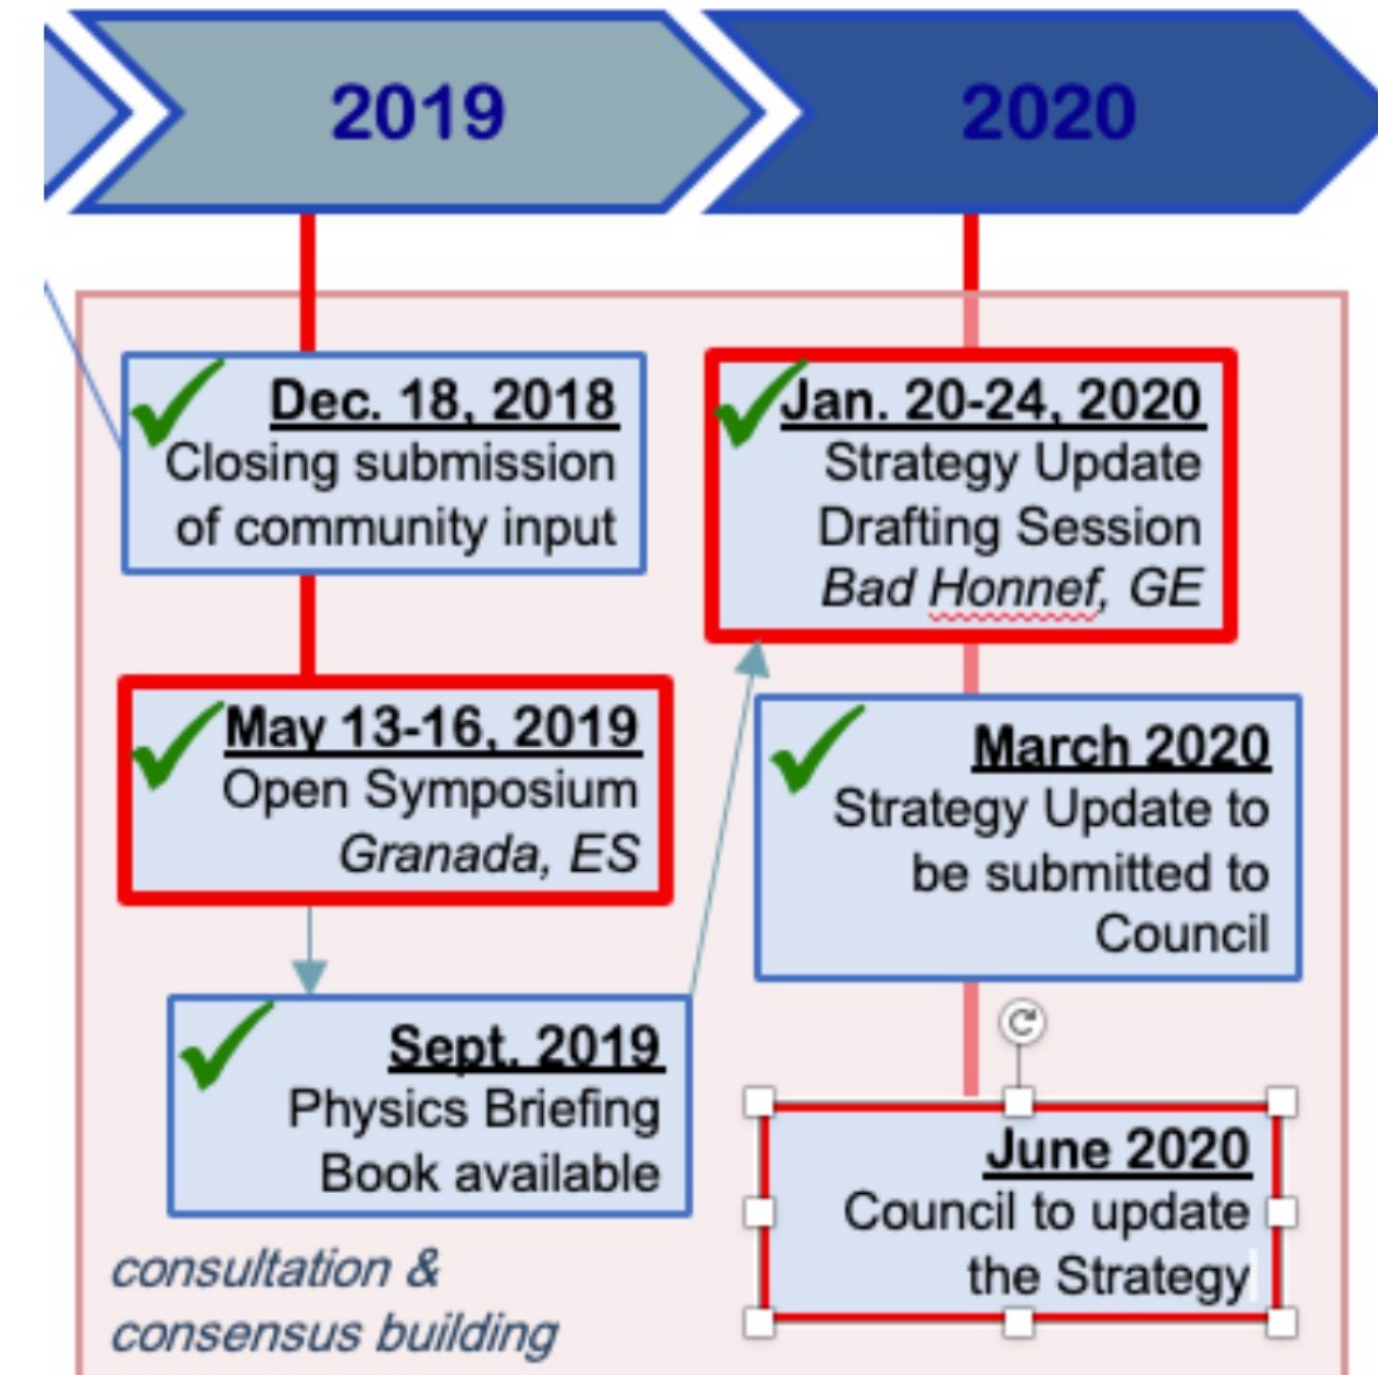 2019
2020
Dec. 18, 2018
Closing submission
of community input
May 13-16, 2019
Open Symposium
Granada, ES
Sept. 2019
Physics Briefing
Book available
consultation &
consensus building
Jan. 20-24, 2020
Strategy Update
Drafting Session
Bad Honnef, GE
March 2020
Strategy Update to
be submitted to
Council
June 2020
Council to update
the Strategy